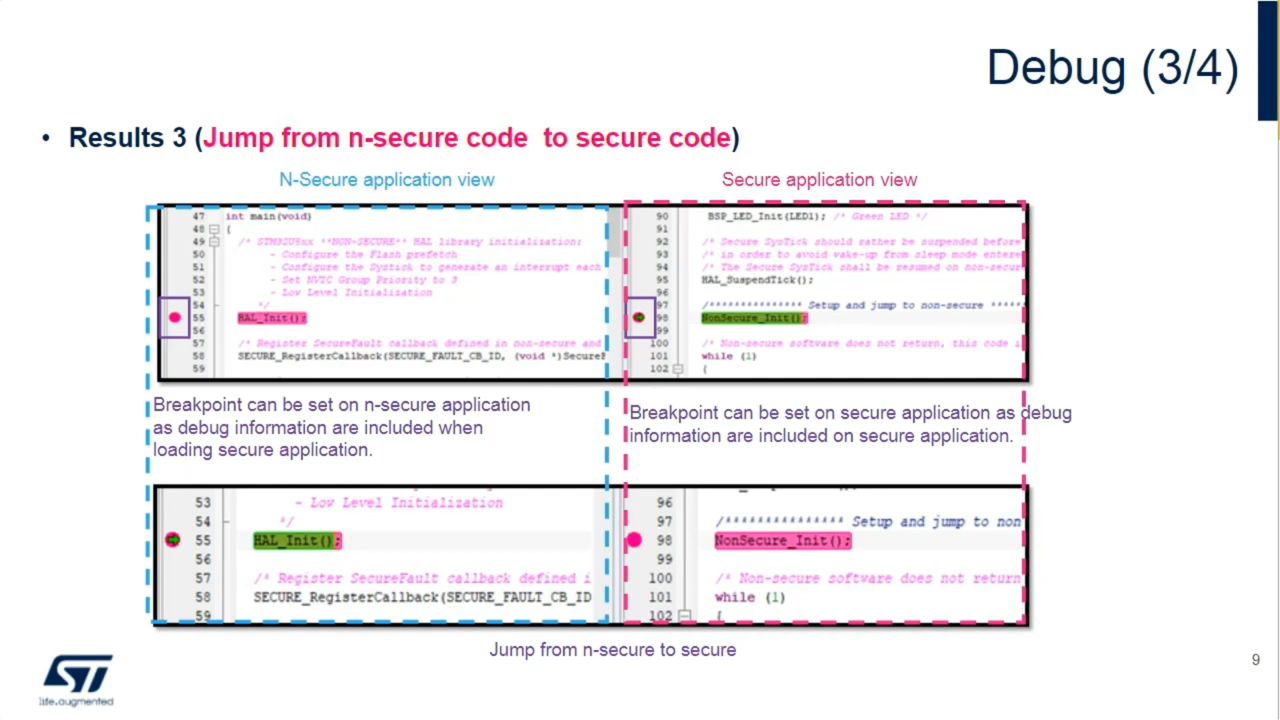 Debug (3/4)
• Results 3 (Jump from n-secure code to secure code)
N-Secure application view
47 int main(void)
48 {
49 /* STM32U5xx **NON-SECURE** HAL library initialization:
50 - Configure the Flash prefetch
51 - Configure the Systick to generate an interrupt each
52 - Set NVIC Group Priority to 3
53 - Low Level Initialization
54 */
55 HAL_Init();
56
57 /* Register SecureFault callback defined in non-secure and
58 SECURE_RegisterCallback(SECURE_FAULT_CB_ID, (void *)Secure
59
Secure application view
90 BSP_LED_Init(LED1); /* Green LED */
91
92 /* Secure SysTick should rather be suspended before
93 /* in order to avoid wake-up from sleep mode entere
94 /* The Secure SysTick shall be resumed on non-secur
95 HAL_SuspendTick();
96
97 /*************** Setup and jump to non-secure ******
98 NonSecure_Init();
99
100 /* Non-secure software does not return, this code i
101 while (1)
102 {
Breakpoint can be set on n-secure application
as debug information are included when
loading secure application.
Breakpoint can be set on secure application as debug
information are included on secure application.
53 - Low Level Initialization
54 */
55 HAL_Init();
56
57 /* Register SecureFault callback defined i
58 SECURE_RegisterCallback(SECURE_FAULT_CB_ID
59
96
97 /*************** Setup and jump to non
98 NonSecure_Init();
99
100 /* Non-secure software does not return
101 while (1)
102 {
Jump from n-secure to secure
ST
life.augmented
9